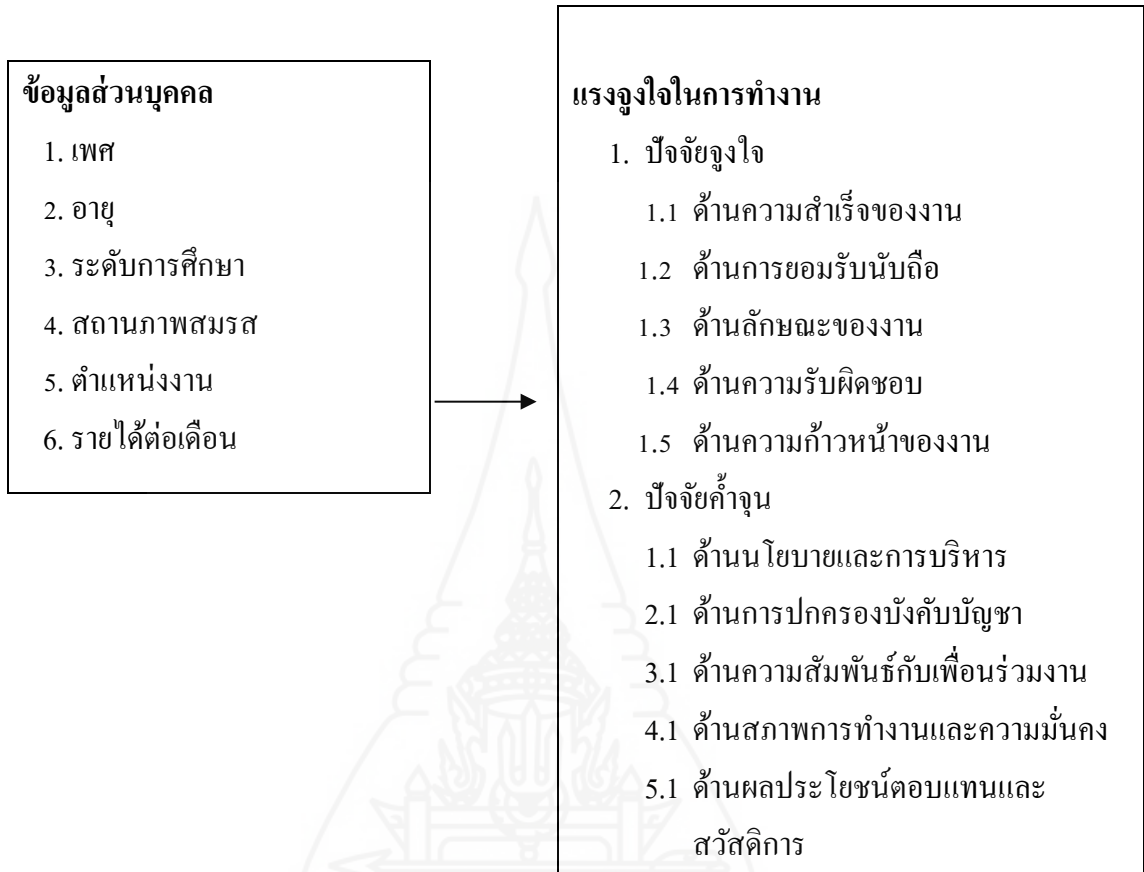 ข้อมูลส่วนบุคคล
1. เพศ
2. อายุ
3. ระดับการศึกษา
4. สถานภาพสมรส
5. ตำแหน่งงาน
6. รายได้ต่อเดือน
แรงจูงใจในการทำงาน
1. ปัจจัยจูงใจ
1.1 ด้านความสำเร็จของงาน
1.2 ด้านการยอมรับนับถือ
1.3 ด้านลักษณะของงาน
1.4 ด้านความรับผิดชอบ
1.5 ด้านความก้าวหน้าของงาน
2. ปัจจัยค้ำจุน
1.1 ด้านนโยบายและการบริหาร
2.1 ด้านการปกครองบังคับบัญชา
3.1 ด้านความสัมพันธ์กับเพื่อนร่วมงาน
4.1 ด้านสภาพการทำงานและความมั่นคง
5.1 ด้านผลประโยชน์ตอบแทนและ
สวัสดิการ